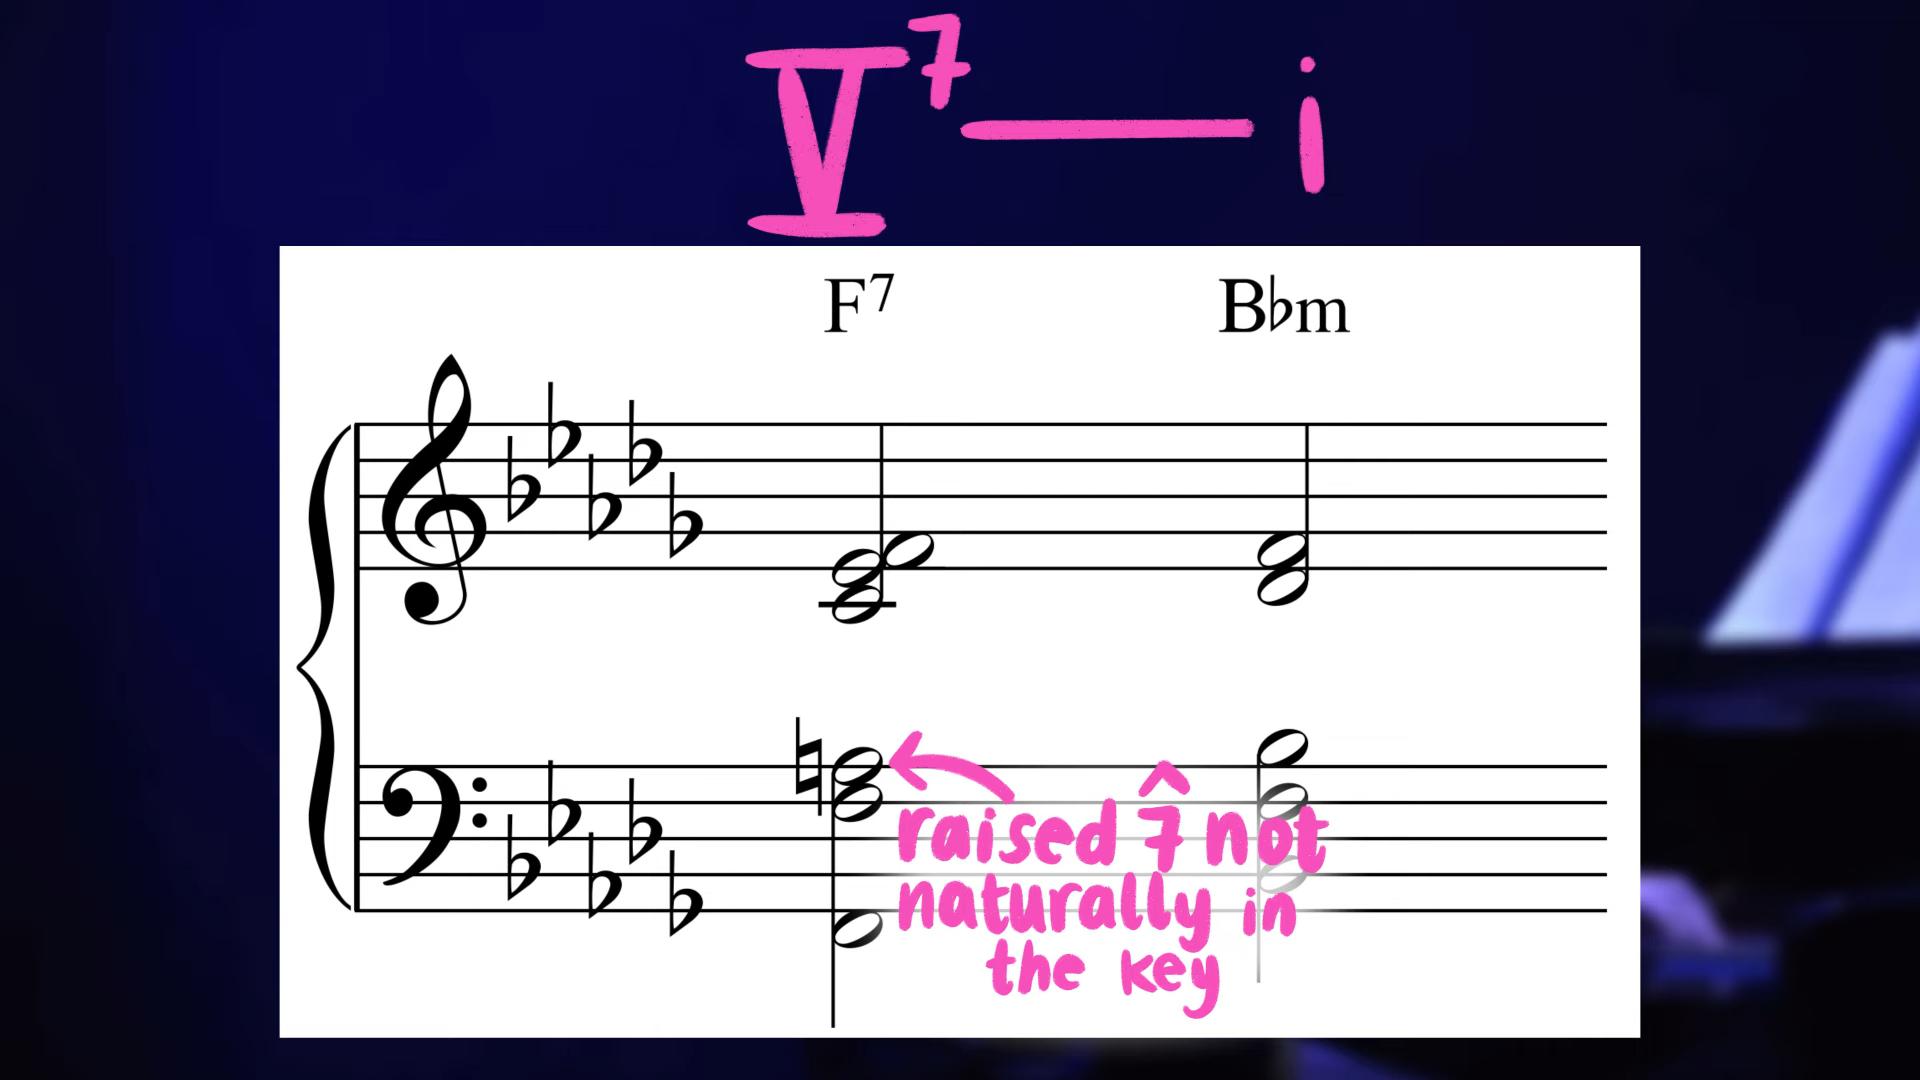 V⁷ — i
F⁷ B♭m
raised 7̂ not
naturally in
the key